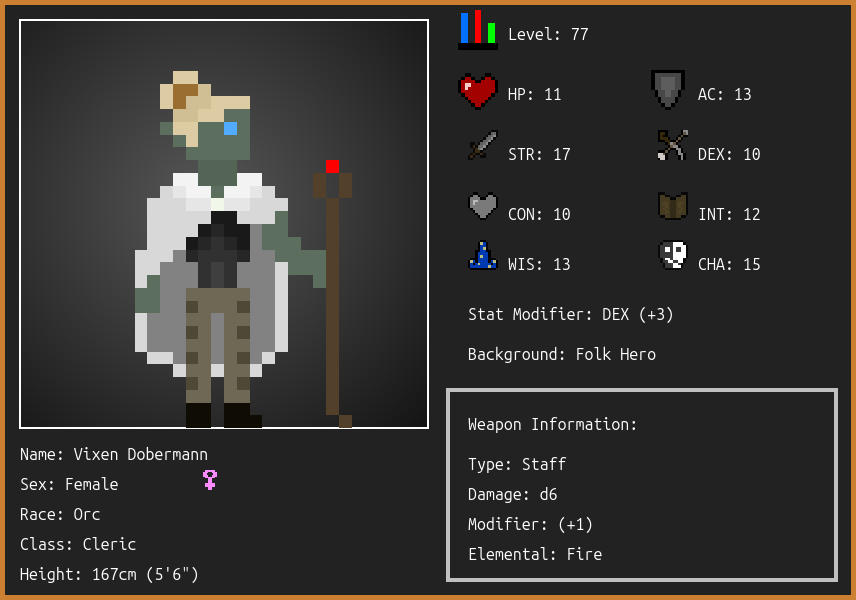 Level: 77
HP: 11
AC: 13
STR: 17
DEX: 10
CON: 10
INT: 12
WIS: 13
CHA: 15
Stat Modifier: DEX (+3)
Background: Folk Hero
Weapon Information:
Type: Staff
Damage: d6
Modifier: (+1)
Elemental: Fire
Name: Vixen Dobermann
Sex: Female
Race: Orc
Class: Cleric
Height: 167cm (5'6")